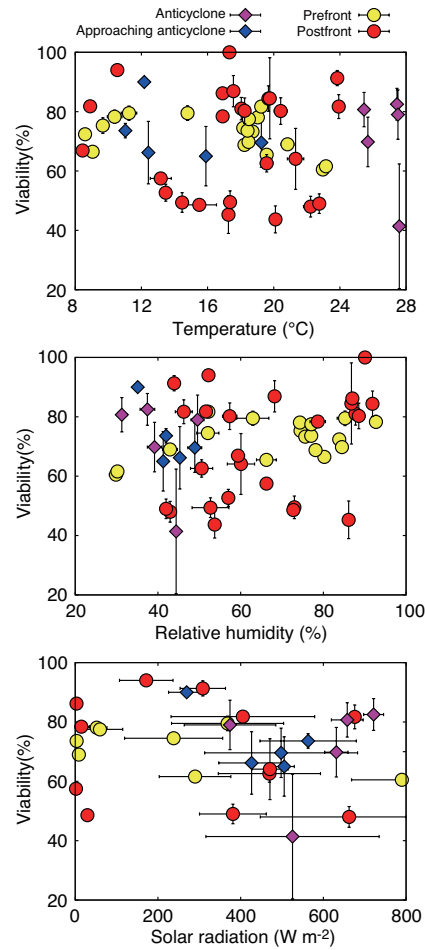 Anticyclone Prefront
Approaching anticyclone Postfront
100
80
60
40
20
Viability(%)
8 12 16 20 24 28
Temperature (°C)
100
80
60
40
20
Viability(%)
20 40 60 80 100
Relative humidity (%)
100
80
60
40
20
Viability(%)
0 200 400 600 800
Solar radiation (W m-2)